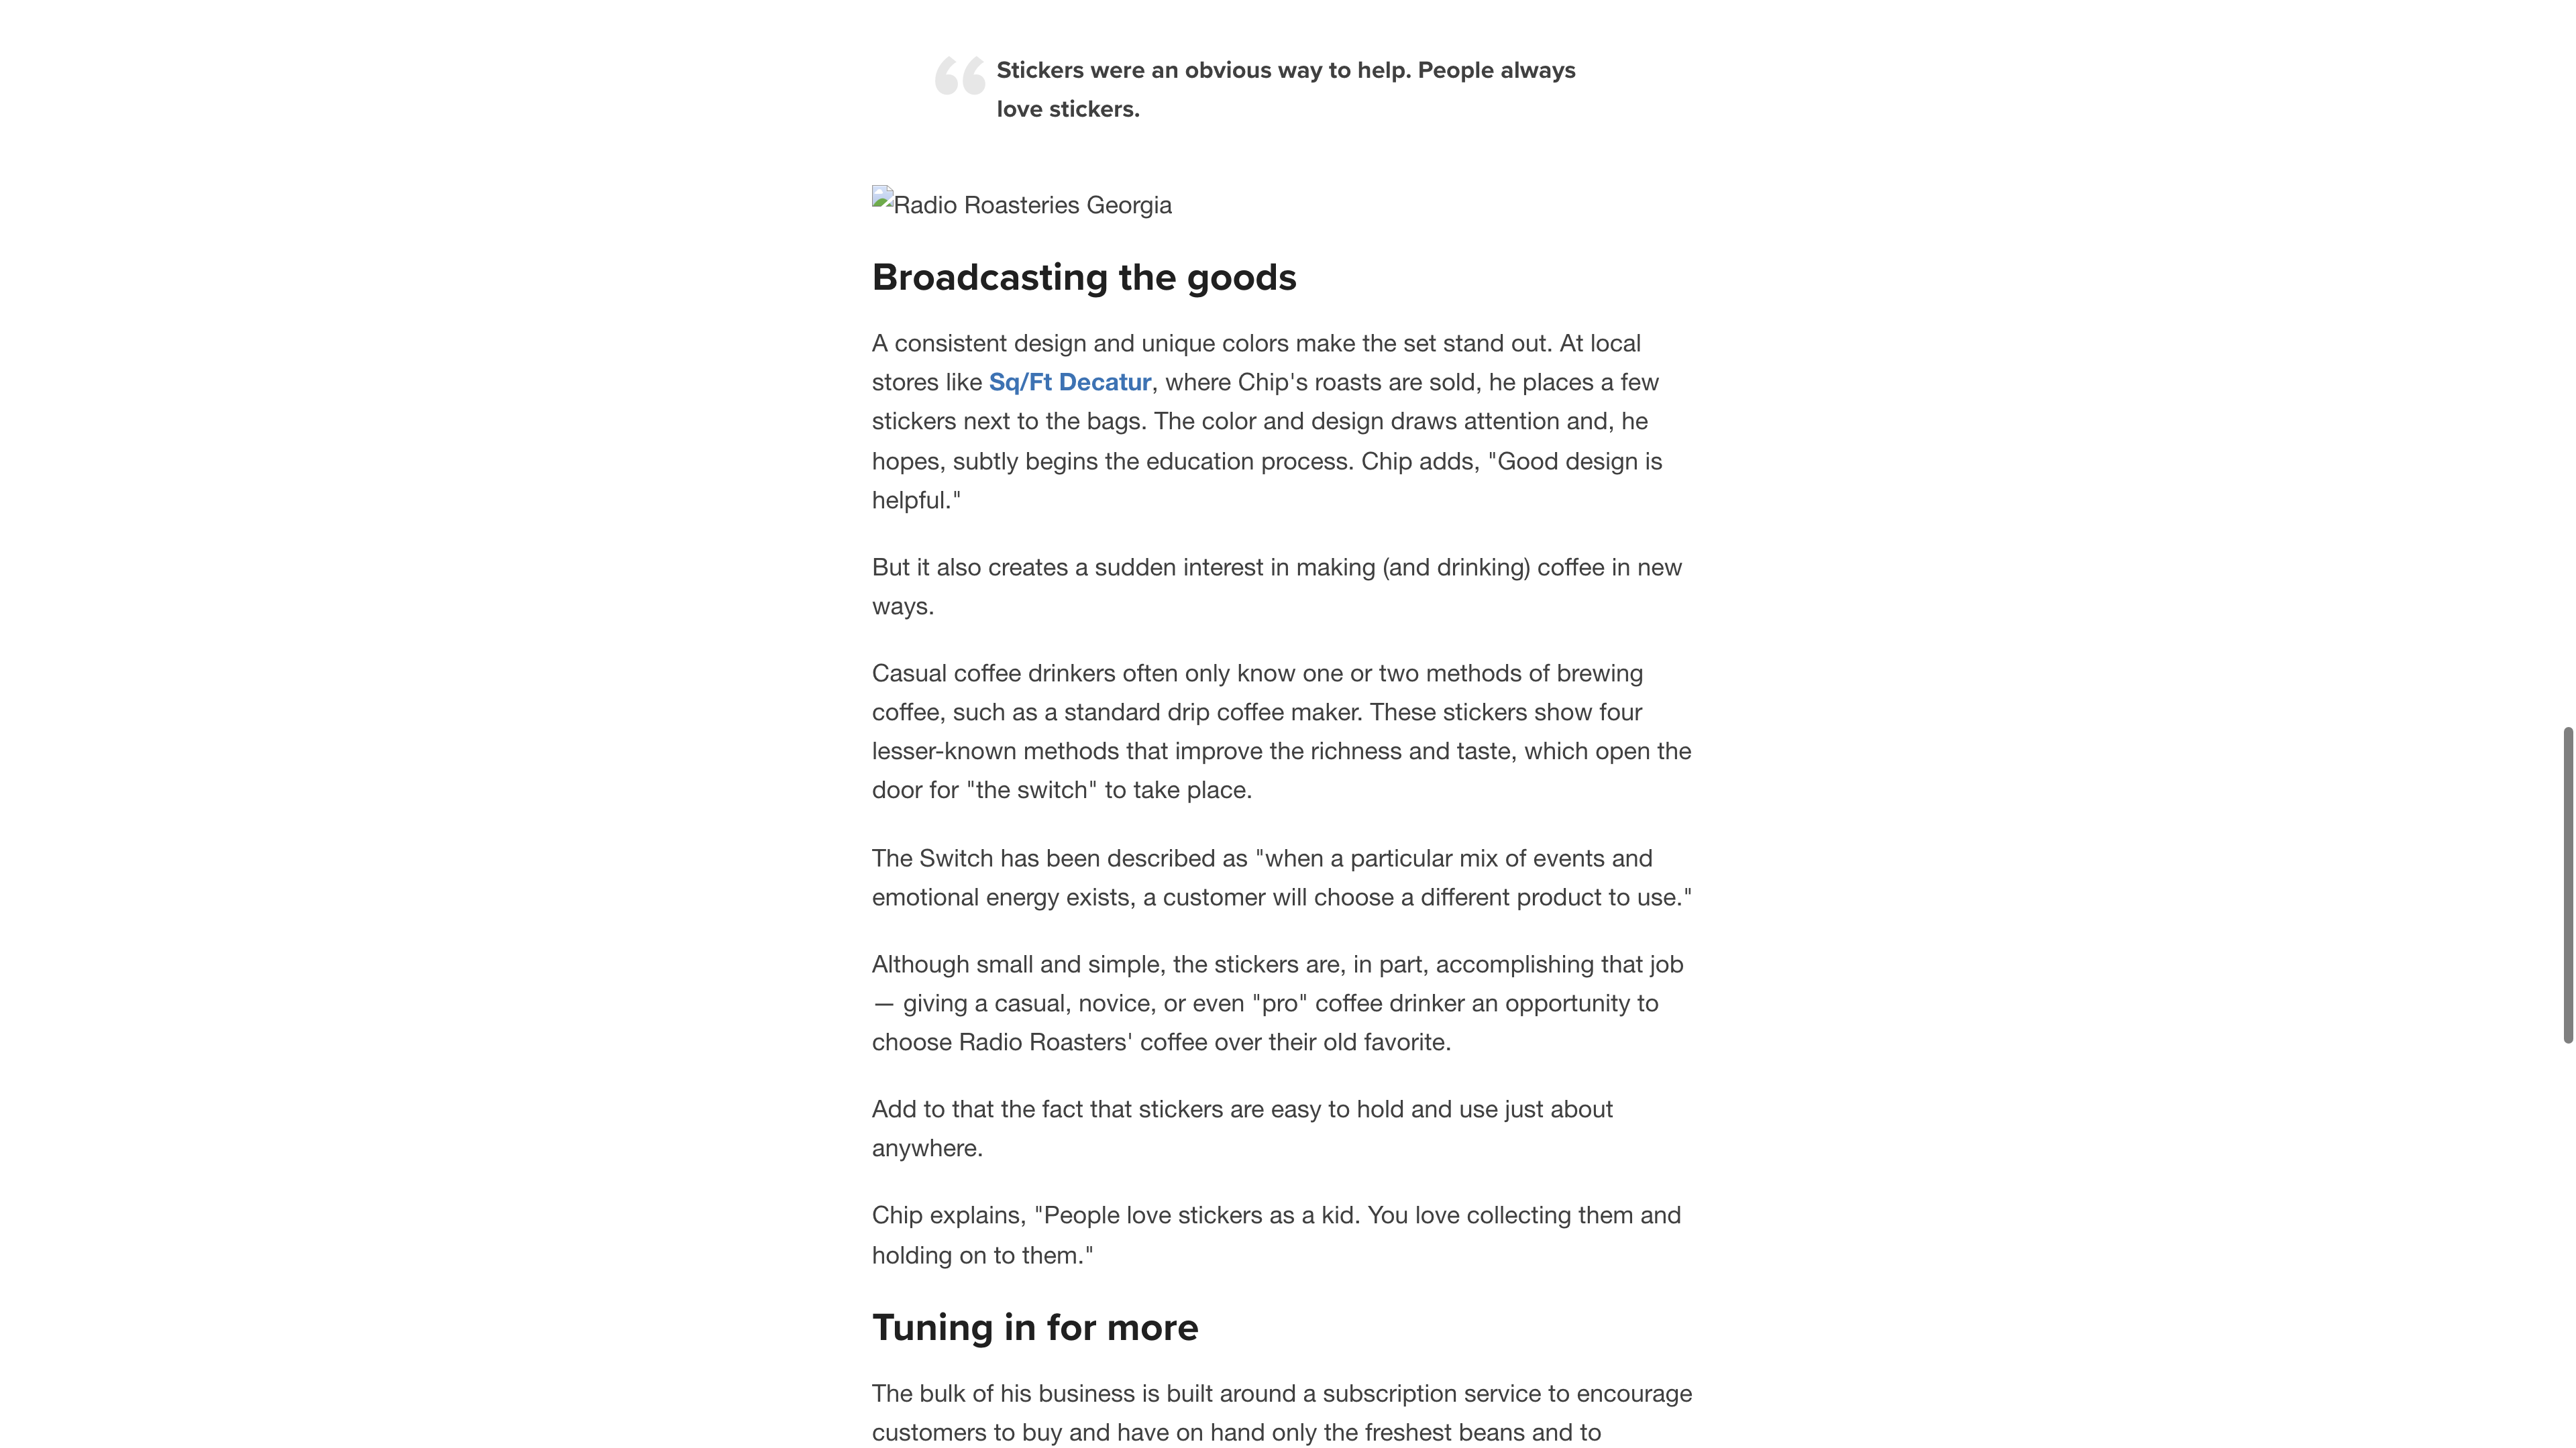 Stickers were an obvious way to help. People always
love stickers.
Radio Roasteries Georgia
Broadcasting the goods
A consistent design and unique colors make the set stand out. At local
stores like Sq/Ft Decatur, where Chip's roasts are sold, he places a few
stickers next to the bags. The color and design draws attention and, he
hopes, subtly begins the education process. Chip adds, "Good design is
helpful."
But it also creates a sudden interest in making (and drinking) coffee in new
ways.
Casual coffee drinkers often only know one or two methods of brewing
coffee, such as a standard drip coffee maker. These stickers show four
lesser-known methods that improve the richness and taste, which open the
door for "the switch" to take place.
The Switch has been described as "when a particular mix of events and
emotional energy exists, a customer will choose a different product to use."
Although small and simple, the stickers are, in part, accomplishing that job
— giving a casual, novice, or even "pro" coffee drinker an opportunity to
choose Radio Roasters' coffee over their old favorite.
Add to that the fact that stickers are easy to hold and use just about
anywhere.
Chip explains, "People love stickers as a kid. You love collecting them and
holding on to them."
Tuning in for more
The bulk of his business is built around a subscription service to encourage
customers to buy and have on hand only the freshest beans and to